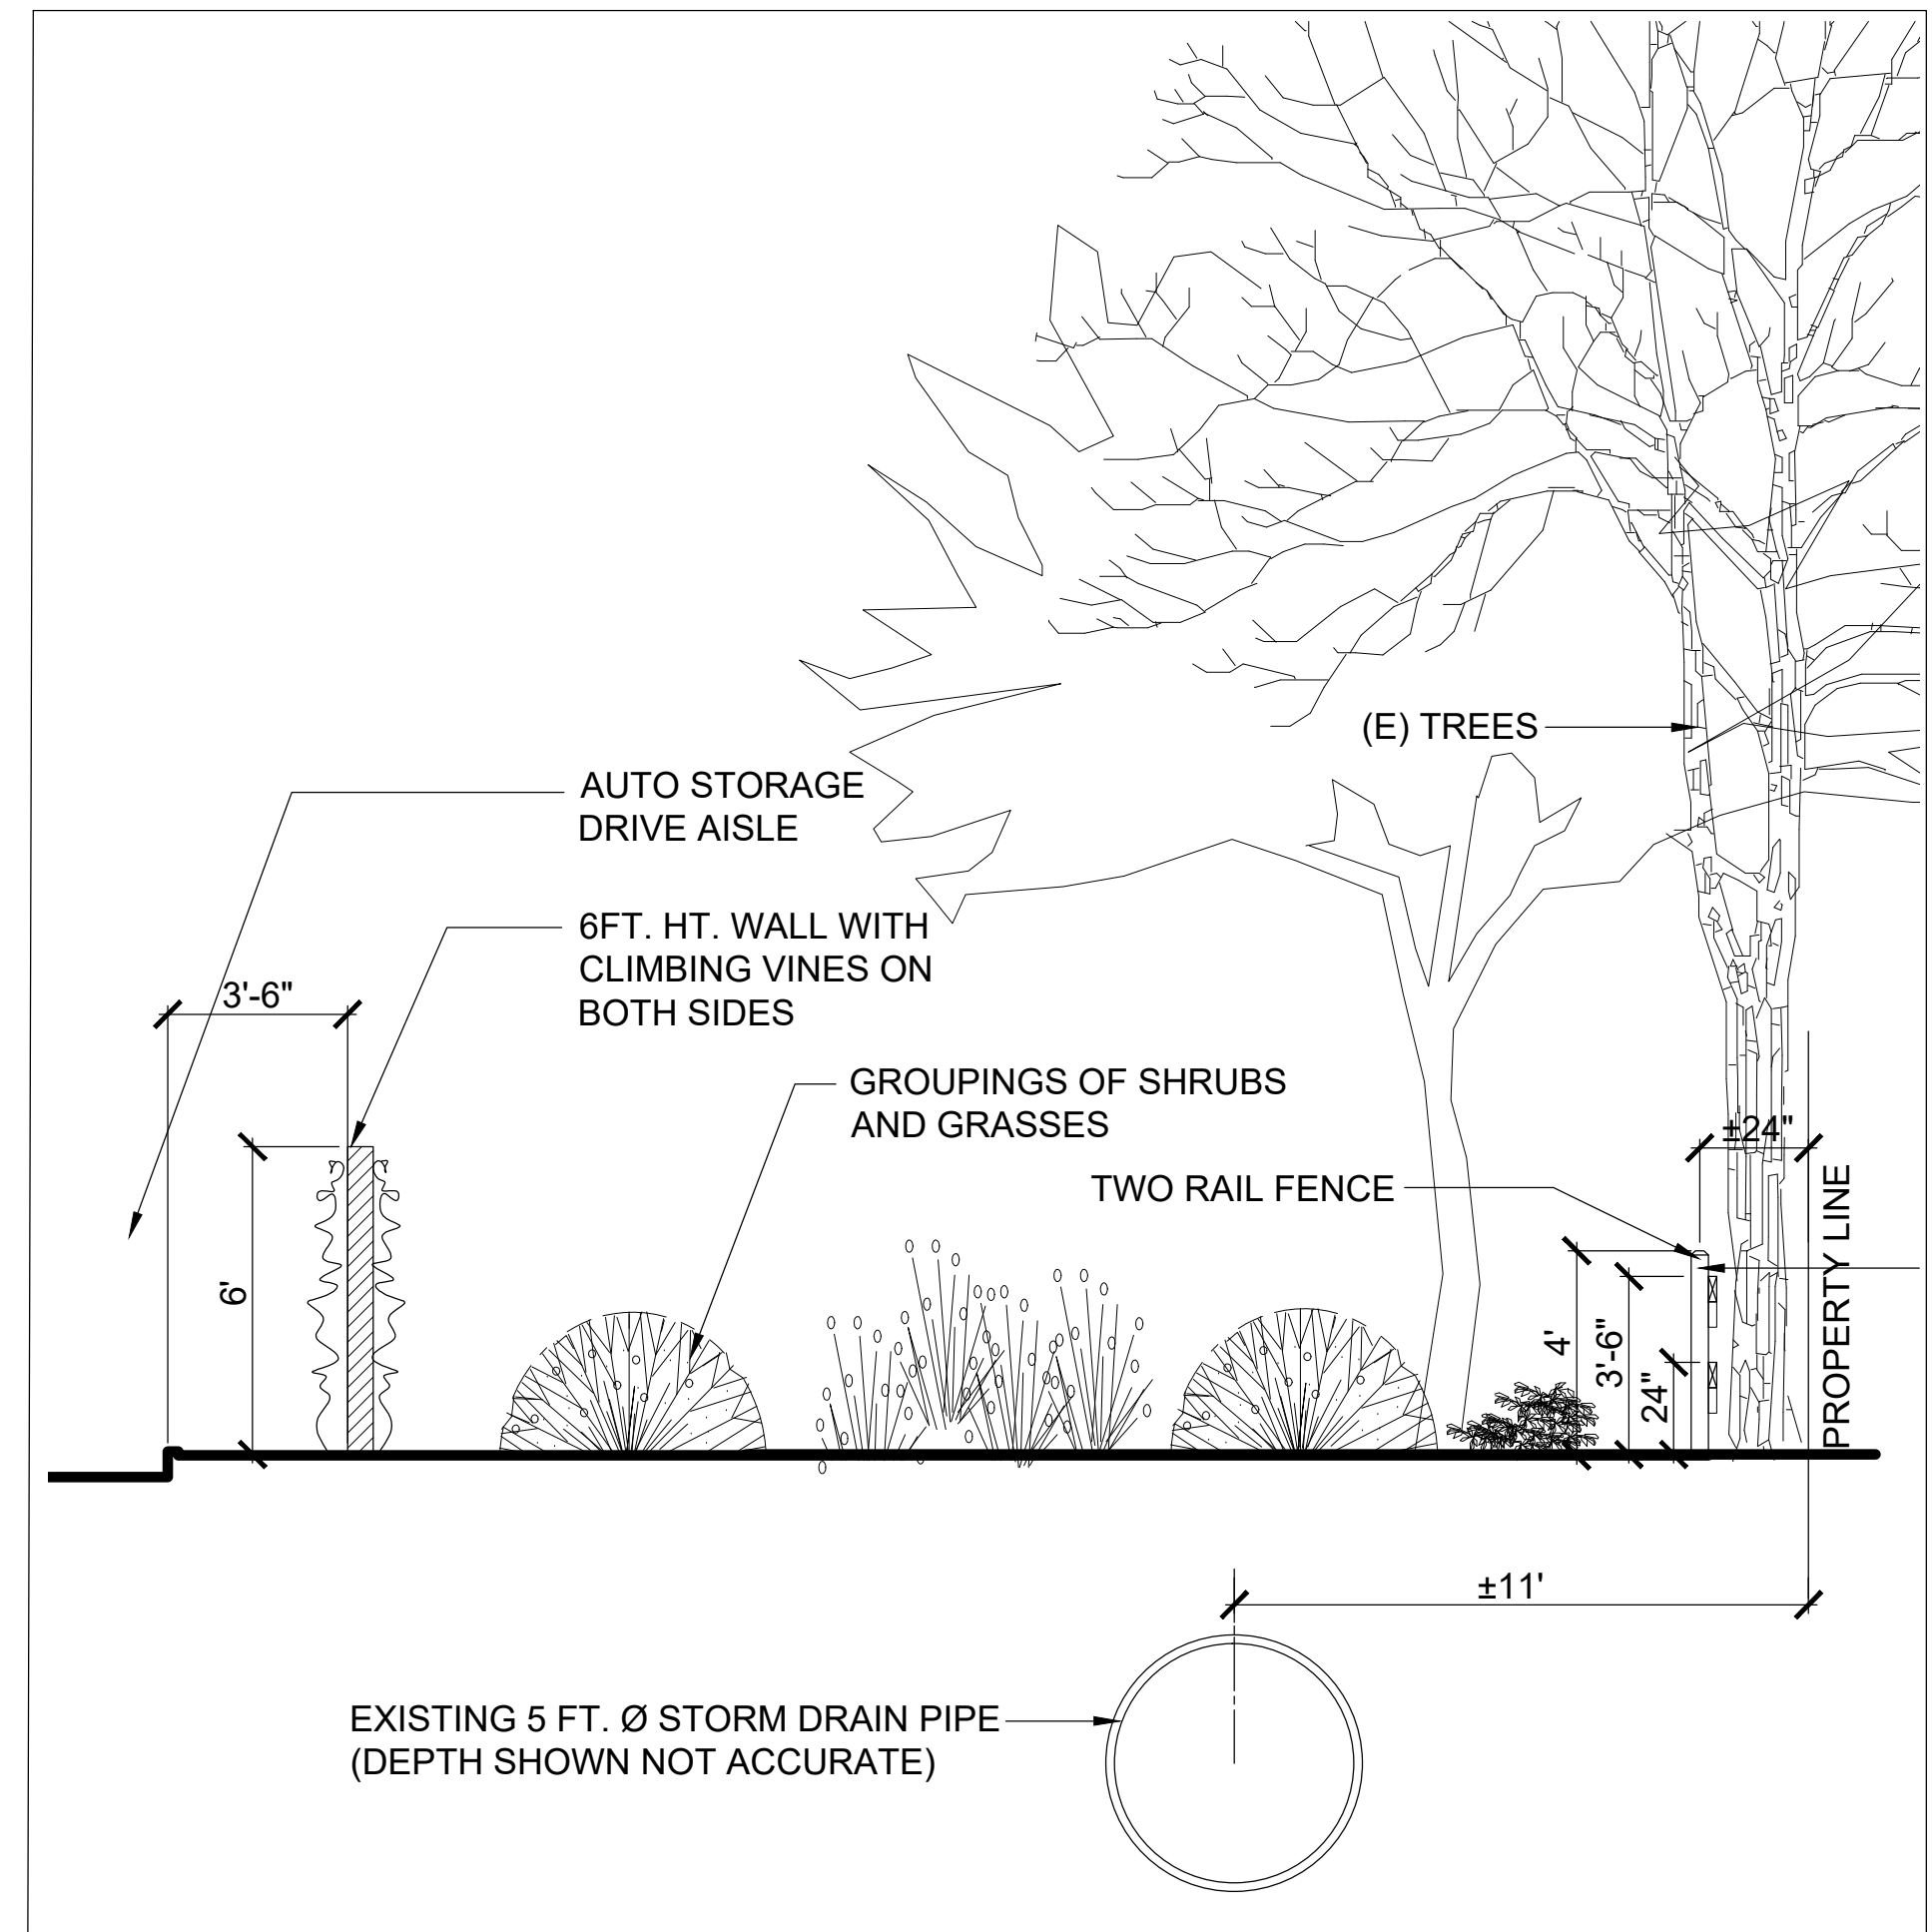 (E) TREES
AUTO STORAGE
DRIVE AISLE
6FT. HT. WALL WITH
CLIMBING VINES ON
BOTH SIDES
3'-6"
GROUPINGS OF SHRUBS
AND GRASSES
±24"
TWO RAIL FENCE
PROPERTY LINE
6'
4'
3'-6"
24"
±11'
EXISTING 5 FT. Ø STORM DRAIN PIPE
(DEPTH SHOWN NOT ACCURATE)